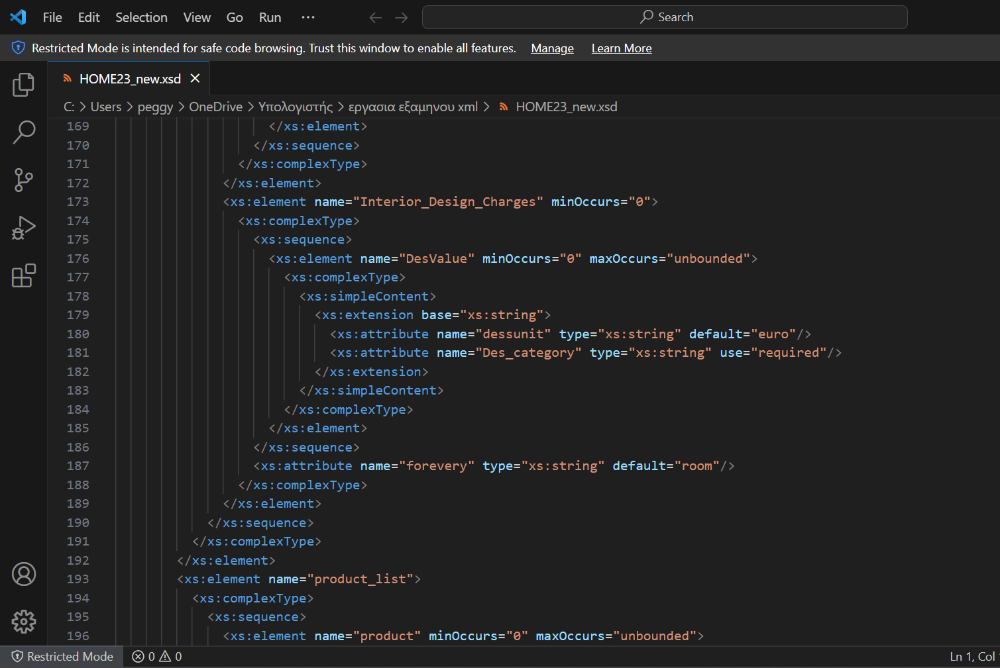 File Edit Selection View Go Run ··· Search
Restricted Mode is intended for safe code browsing. Trust this window to enable all features. Manage Learn More
HOME23_new.xsd
C: > Users > peggy > OneDrive > Υπολογιστής > εργασια εξαμηνου xml > HOME23_new.xsd
169 </xs:element>
170 </xs:sequence>
171 </xs:complexType>
172 </xs:element>
173 <xs:element name="Interior_Design_Charges" minOccurs="0">
174 <xs:complexType>
175 <xs:sequence>
176 <xs:element name="DesValue" minOccurs="0" maxOccurs="unbounded">
177 <xs:complexType>
178 <xs:simpleContent>
179 <xs:extension base="xs:string">
180 <xs:attribute name="dessunit" type="xs:string" default="euro"/>
181 <xs:attribute name="Des_category" type="xs:string" use="required"/>
182 </xs:extension>
183 </xs:simpleContent>
184 </xs:complexType>
185 </xs:element>
186 </xs:sequence>
187 <xs:attribute name="forevery" type="xs:string" default="room"/>
188 </xs:complexType>
189 </xs:element>
190 </xs:sequence>
191 </xs:complexType>
192 </xs:element>
193 <xs:element name="product_list">
194 <xs:complexType>
195 <xs:sequence>
196 <xs:element name="product" minOccurs="0" maxOccurs="unbounded">
Restricted Mode 0 0 Ln 1, Col